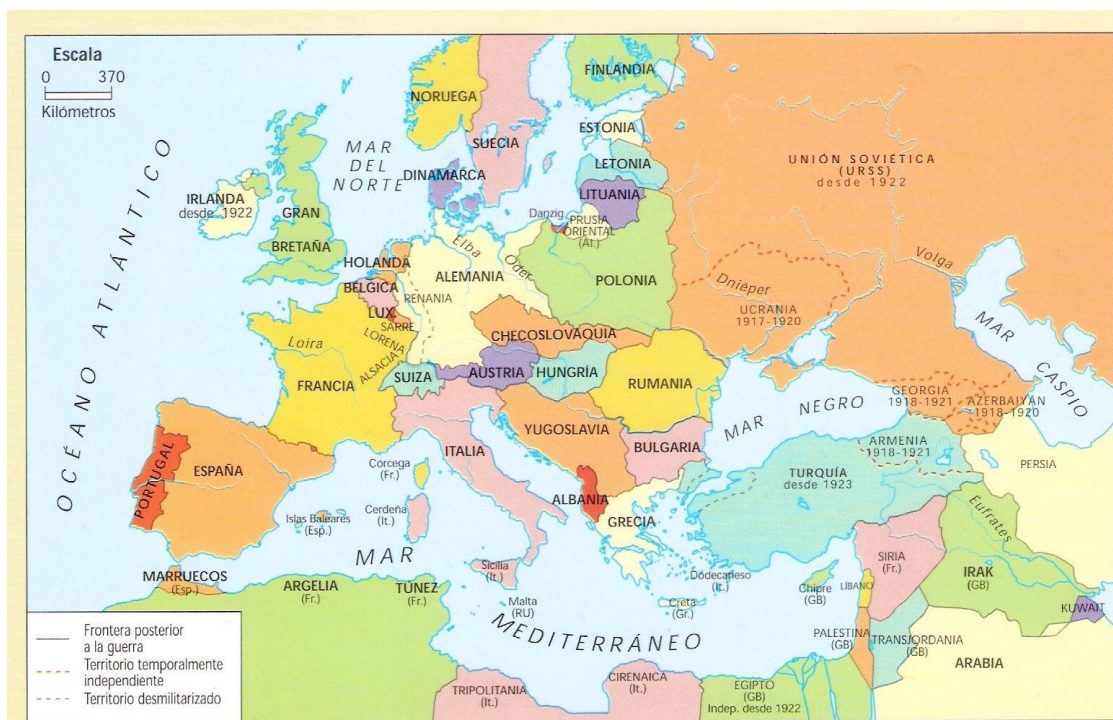 Escala
0 370
Kilómetros
OCÉANO ATLÁNTICO
MAR
DEL
NORTE
NORUEGA
SUECIA
FINLANDIA
ESTONIA
LETONIA
LITUANIA
DINAMARCA
UNIÓN SOVIÉTICA
(URSS)
desde 1922
IRLANDA
desde 1922
GRAN
BRETAÑA
Danzig
PRUSIA
ORIENTAL
(Al.)
HOLANDA
BÉLGICA
LUX.
SARRE
LORENA
ALSACIA
RENANIA
ALEMANIA
Elba
Oder
POLONIA
Dniéper
UCRANIA
1917-1920
Volga
MAR
CASPIO
Loira
FRANCIA
SUIZA
AUSTRIA
CHECOSLOVAQUIA
HUNGRÍA
RUMANIA
YUGOSLAVIA
BULGARIA
MAR NEGRO
GEORGIA
1918-1921
AZERBAIYÁN
1918-1920
ARMENIA
1918-1921
PERSIA
TURQUÍA
desde 1923
PORTUGAL
ESPAÑA
ITALIA
Córcega
(Fr.)
Cerdeña
(It.)
Islas Baleares
(Esp.)
ALBANIA
GRECIA
MAR
MEDITERRÁNEO
Sicilia
(It.)
Malta
(RU)
Creta
(Gr.)
Dodecaneso
(It.)
Chipre
(GB)
LÍBANO
SIRIA
(Fr.)
Eufrates
IRAK
(GB)
KUWAIT
PALESTINA
(GB)
TRANSJORDANIA
(GB)
ARABIA
MARRUECOS
(Esp.)
ARGELIA
(Fr.)
TÚNEZ
(Fr.)
TRIPOLITANIA
(It.)
CIRENAICA
(It.)
EGIPTO
(GB)
Indep. desde 1922
Frontera posterior
a la guerra
Territorio temporalmente
independiente
Territorio desmilitarizado